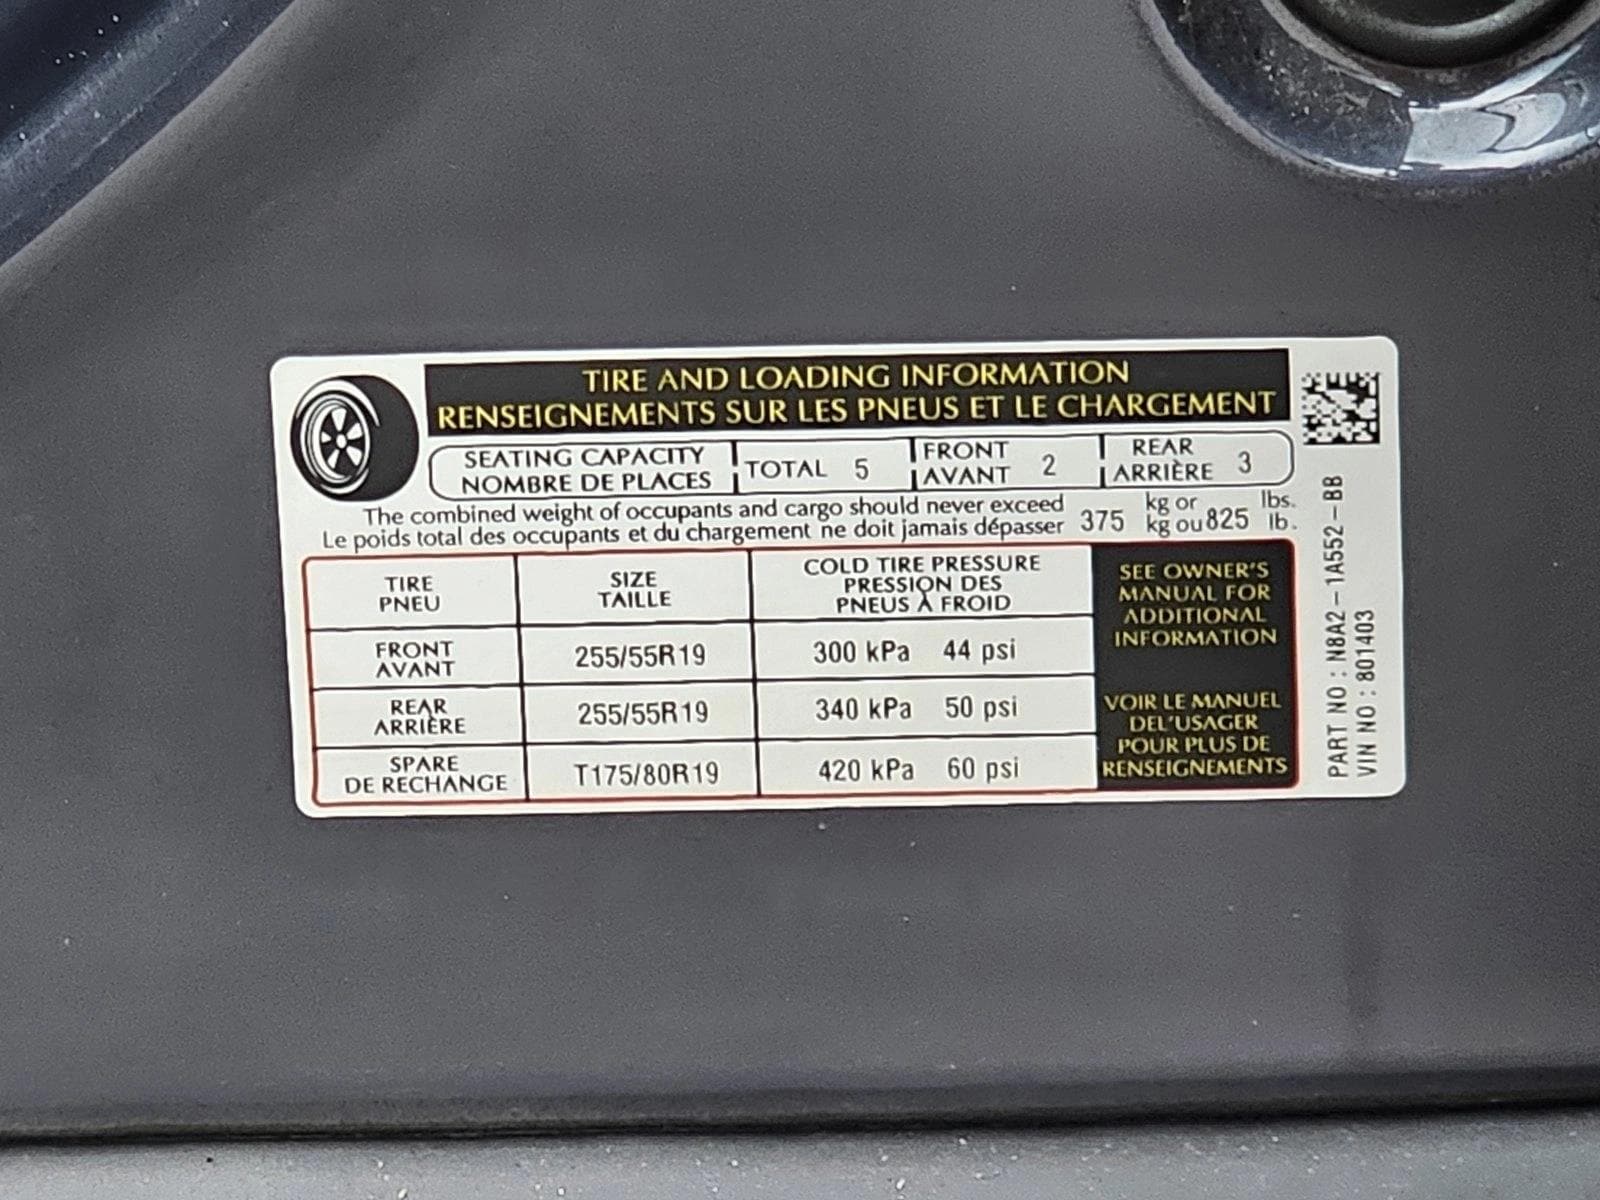 TIRE AND LOADING INFORMATION
RENSEIGNEMENTS SUR LES PNEUS ET LE CHARGEMENT
SEATING CAPACITY
NOMBRE DE PLACES
TOTAL 5
FRONT
AVANT 2
REAR
ARRIÈRE 3
The combined weight of occupants and cargo should never exceed 375 kg or 825 lbs.
Le poids total des occupants et du chargement ne doit jamais dépasser kg ou lb.
TIRE
PNEU
SIZE
TAILLE
COLD TIRE PRESSURE
PRESSION DES
PNEUS À FROID
FRONT
AVANT
255/55R19
300 kPa 44 psi
REAR
ARRIÈRE
255/55R19
340 kPa 50 psi
SPARE
DE RECHANGE
T175/80R19
420 kPa 60 psi
SEE OWNER'S
MANUAL FOR
ADDITIONAL
INFORMATION
VOIR LE MANUEL
DEL'USAGER
POUR PLUS DE
RENSEIGNEMENTS
PART NO : N8A2-1A552-BB
VIN NO : 801403